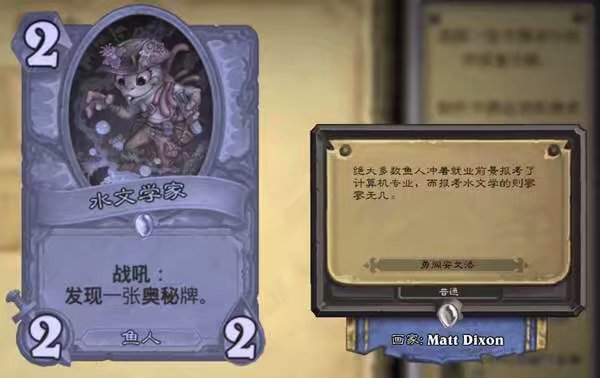 2
水文学家
战吼：
发现一张奥秘牌。
2
鱼人
2
绝大多数鱼人冲着就业前景报考了
计算机专业，而报考水文学的则寥
寥无几。
勇闯安戈洛
普通
画家: Matt Dixon